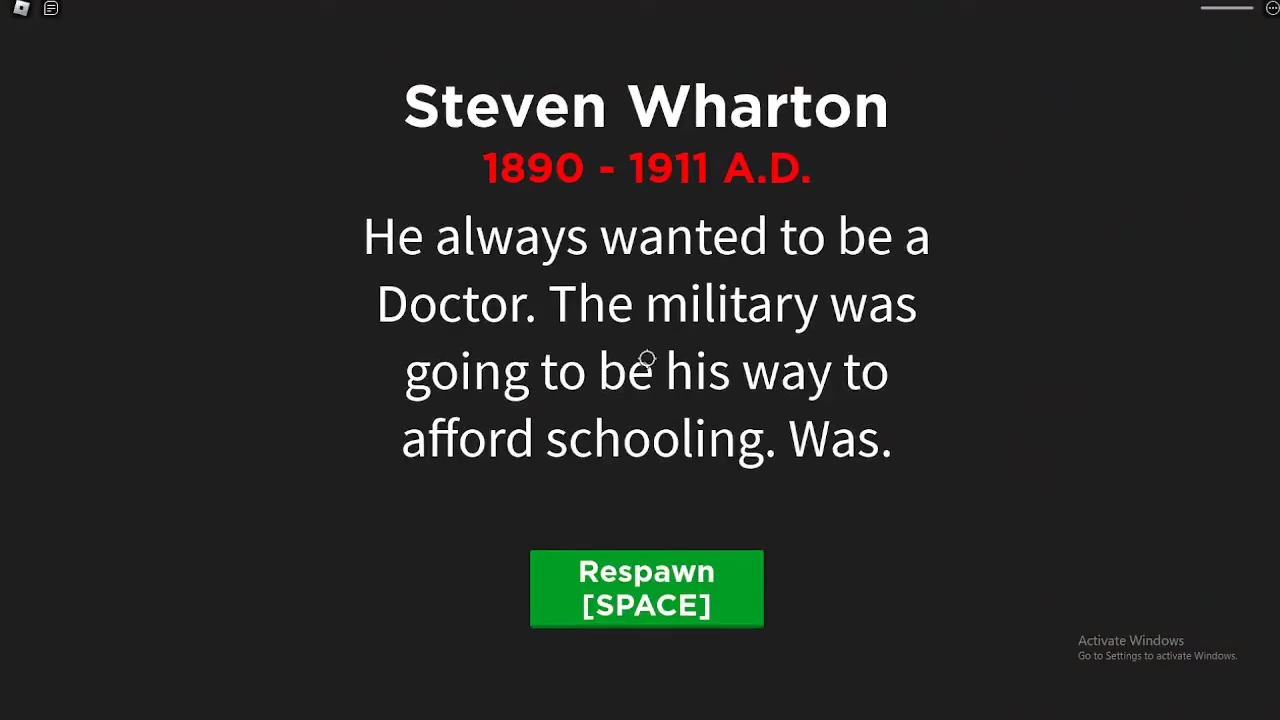 Steven Wharton
1890 - 1911 A.D.
He always wanted to be a
Doctor. The military was
going to be his way to
afford schooling. Was.
Respawn
[SPACE]
Activate Windows
Go to Settings to activate Windows.